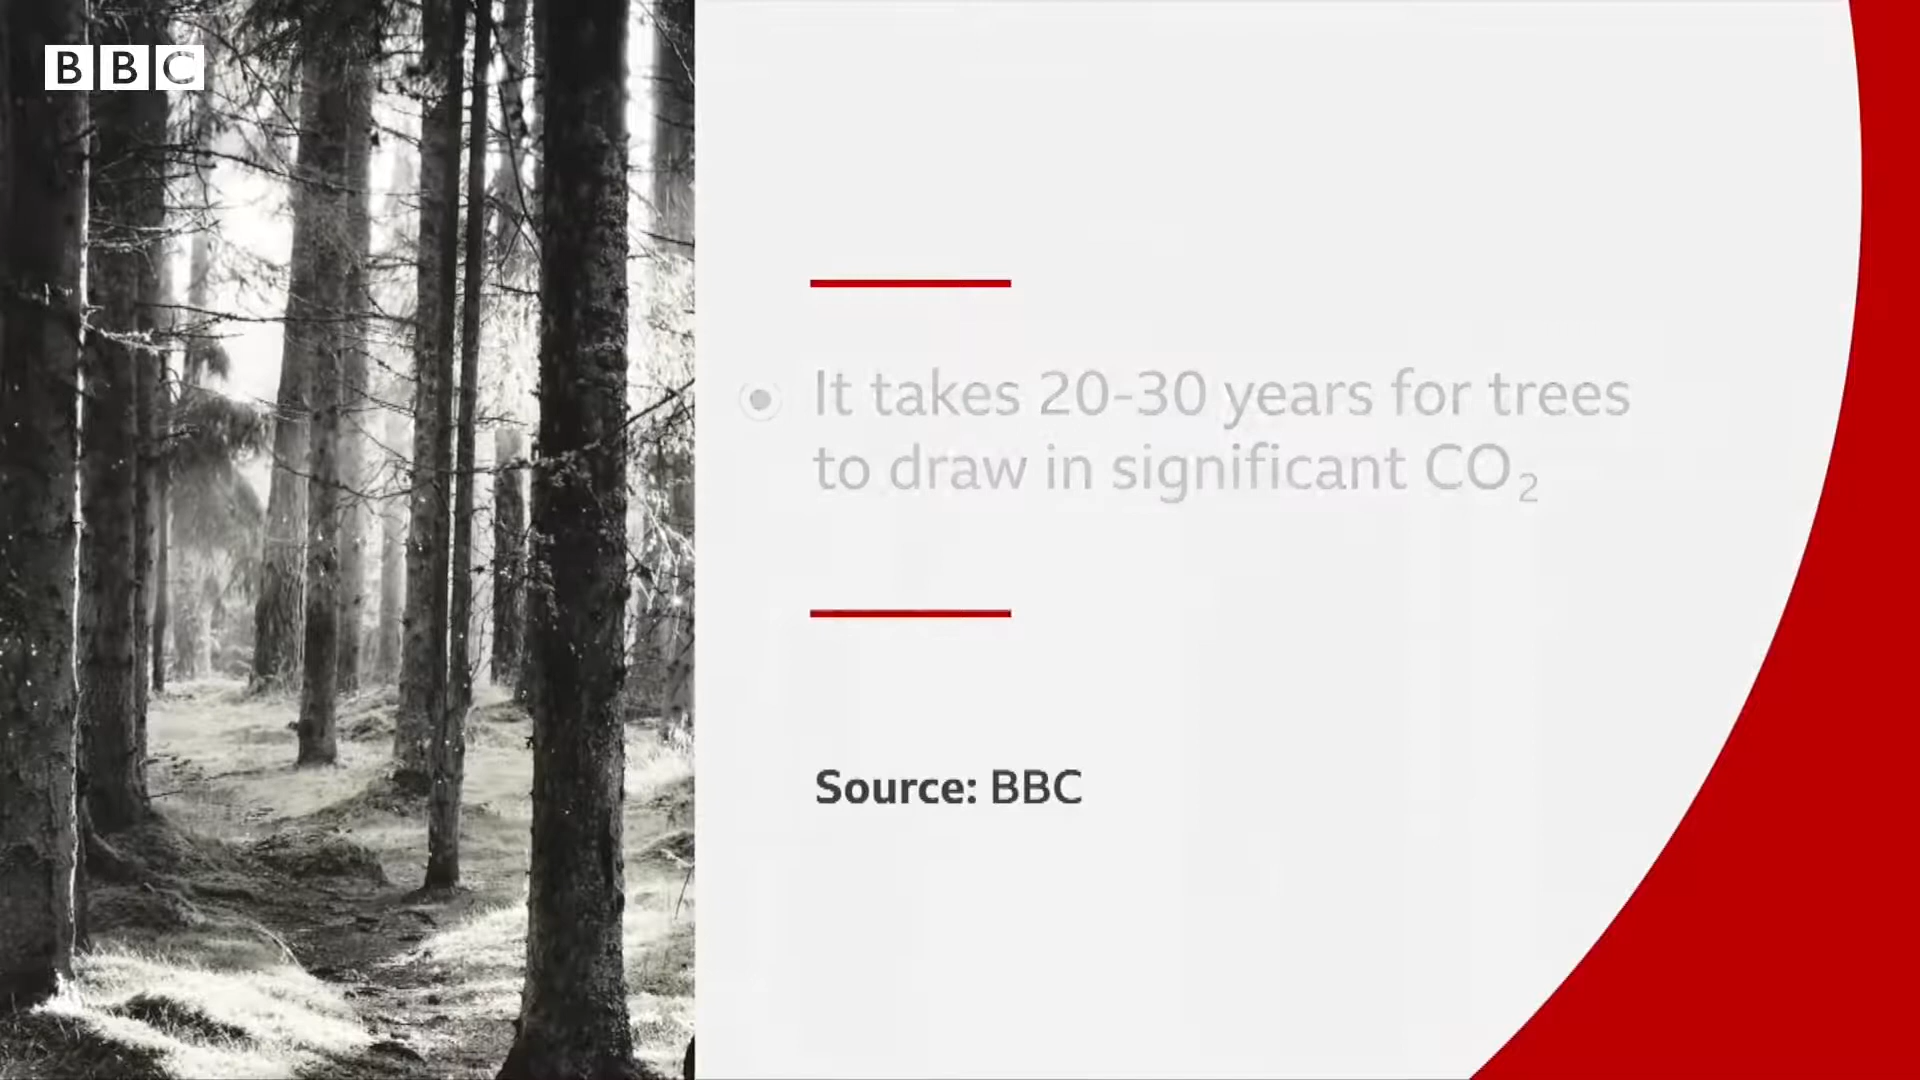 BBC
It takes 20-30 years for trees
to draw in significant CO₂
Source: BBC